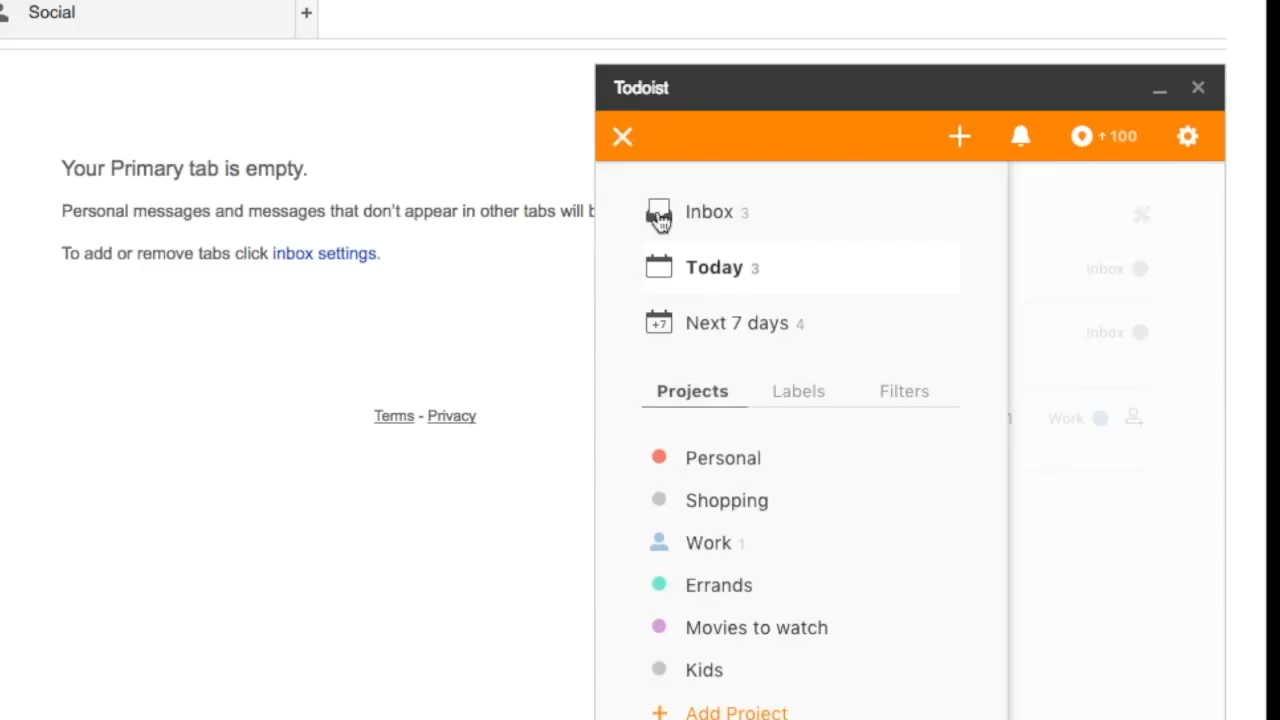 Social
+
Your Primary tab is empty.
Personal messages and messages that don't appear in other tabs will b
To add or remove tabs click inbox settings.
Terms - Privacy
Todoist
↑100
Inbox 3
Today 3
+7 Next 7 days 4
Projects Labels Filters
Personal
Shopping
Work 1
Errands
Movies to watch
Kids
+ Add Project
Inbox
Inbox
Work